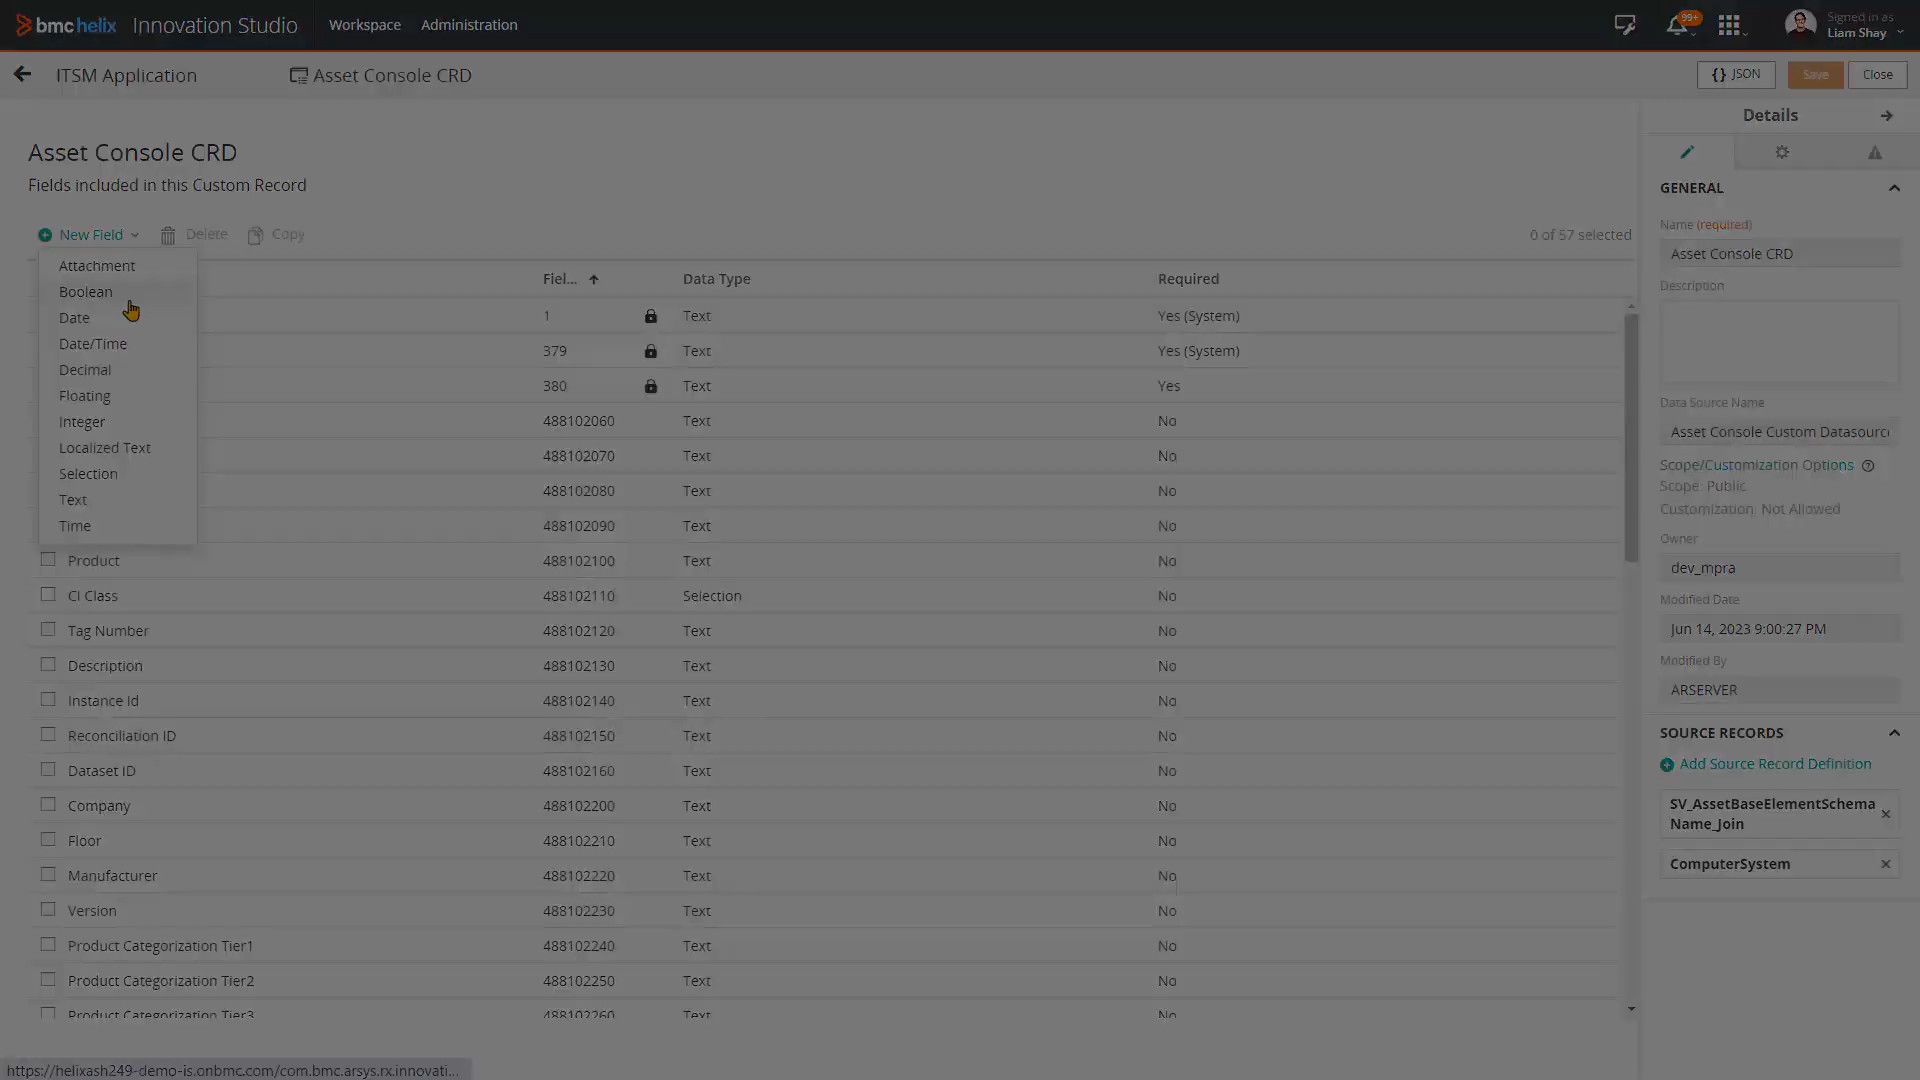 bmc helix Innovation Studio Workspace Administration 99+ Signed in as
Liam Shay
ITSM Application Asset Console CRD {} JSON Save Close
Details
Asset Console CRD
Fields included in this Custom Record
New Field Delete Copy 0 of 57 selected
Attachment
Boolean
Date
Date/Time
Decimal
Floating
Integer
Localized Text
Selection
Text
Time
Fiel... Data Type Required
1 Text Yes (System)
379 Text Yes (System)
380 Text Yes
488102060 Text No
488102070 Text No
488102080 Text No
488102090 Text No
Product 488102100 Text No
CI Class 488102110 Selection No
Tag Number 488102120 Text No
Description 488102130 Text No
Instance Id 488102140 Text No
Reconciliation ID 488102150 Text No
Dataset ID 488102160 Text No
Company 488102200 Text No
Floor 488102210 Text No
Manufacturer 488102220 Text No
Version 488102230 Text No
Product Categorization Tier1 488102240 Text No
Product Categorization Tier2 488102250 Text No
Product Categorization Tier3 488102260 Text No
GENERAL
Name (required)
Asset Console CRD
Description
Data Source Name
Asset Console Custom Datasourc
Scope/Customization Options
Scope Public
Customization Not Allowed
Owner
dev_mpra
Modified Date
Jun 14, 2023 9:00:27 PM
Modified By
ARSERVER
SOURCE RECORDS
Add Source Record Definition
SV_AssetBaseElementSchema
Name_Join
ComputerSystem
https://helixash249-demo-is.onbmc.com/com.bmc.arsys.rx.innovati...